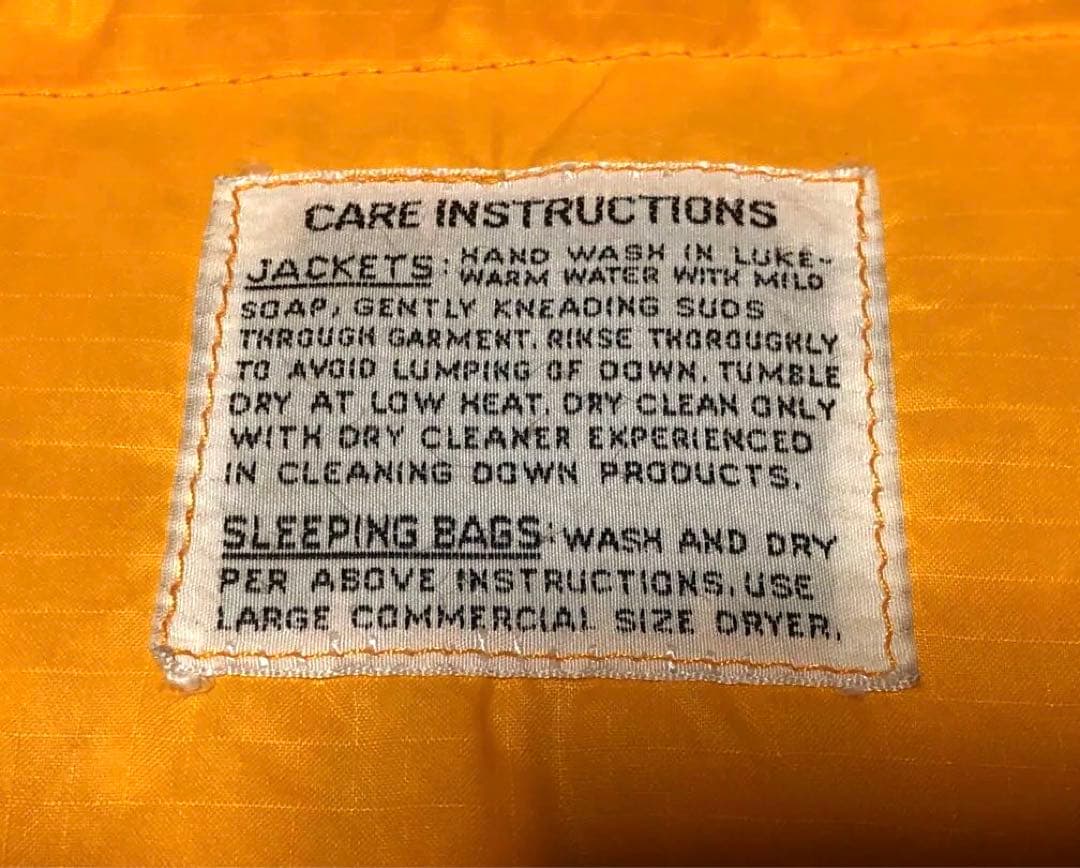 CARE INSTRUCTIONS
JACKETS: HAND WASH IN LUKE-
WARM WATER WITH MILD
SOAP, GENTLY KNEADING SUDS
THROUGH GARMENT. RINSE THOROUGHLY
TO AVOID LUMPING OF DOWN. TUMBLE
DRY AT LOW HEAT. DRY CLEAN ONLY
WITH DRY CLEANER EXPERIENCED
IN CLEANING DOWN PRODUCTS.
SLEEPING BAGS: WASH AND DRY
PER ABOVE INSTRUCTIONS. USE
LARGE COMMERCIAL SIZE DRYER.